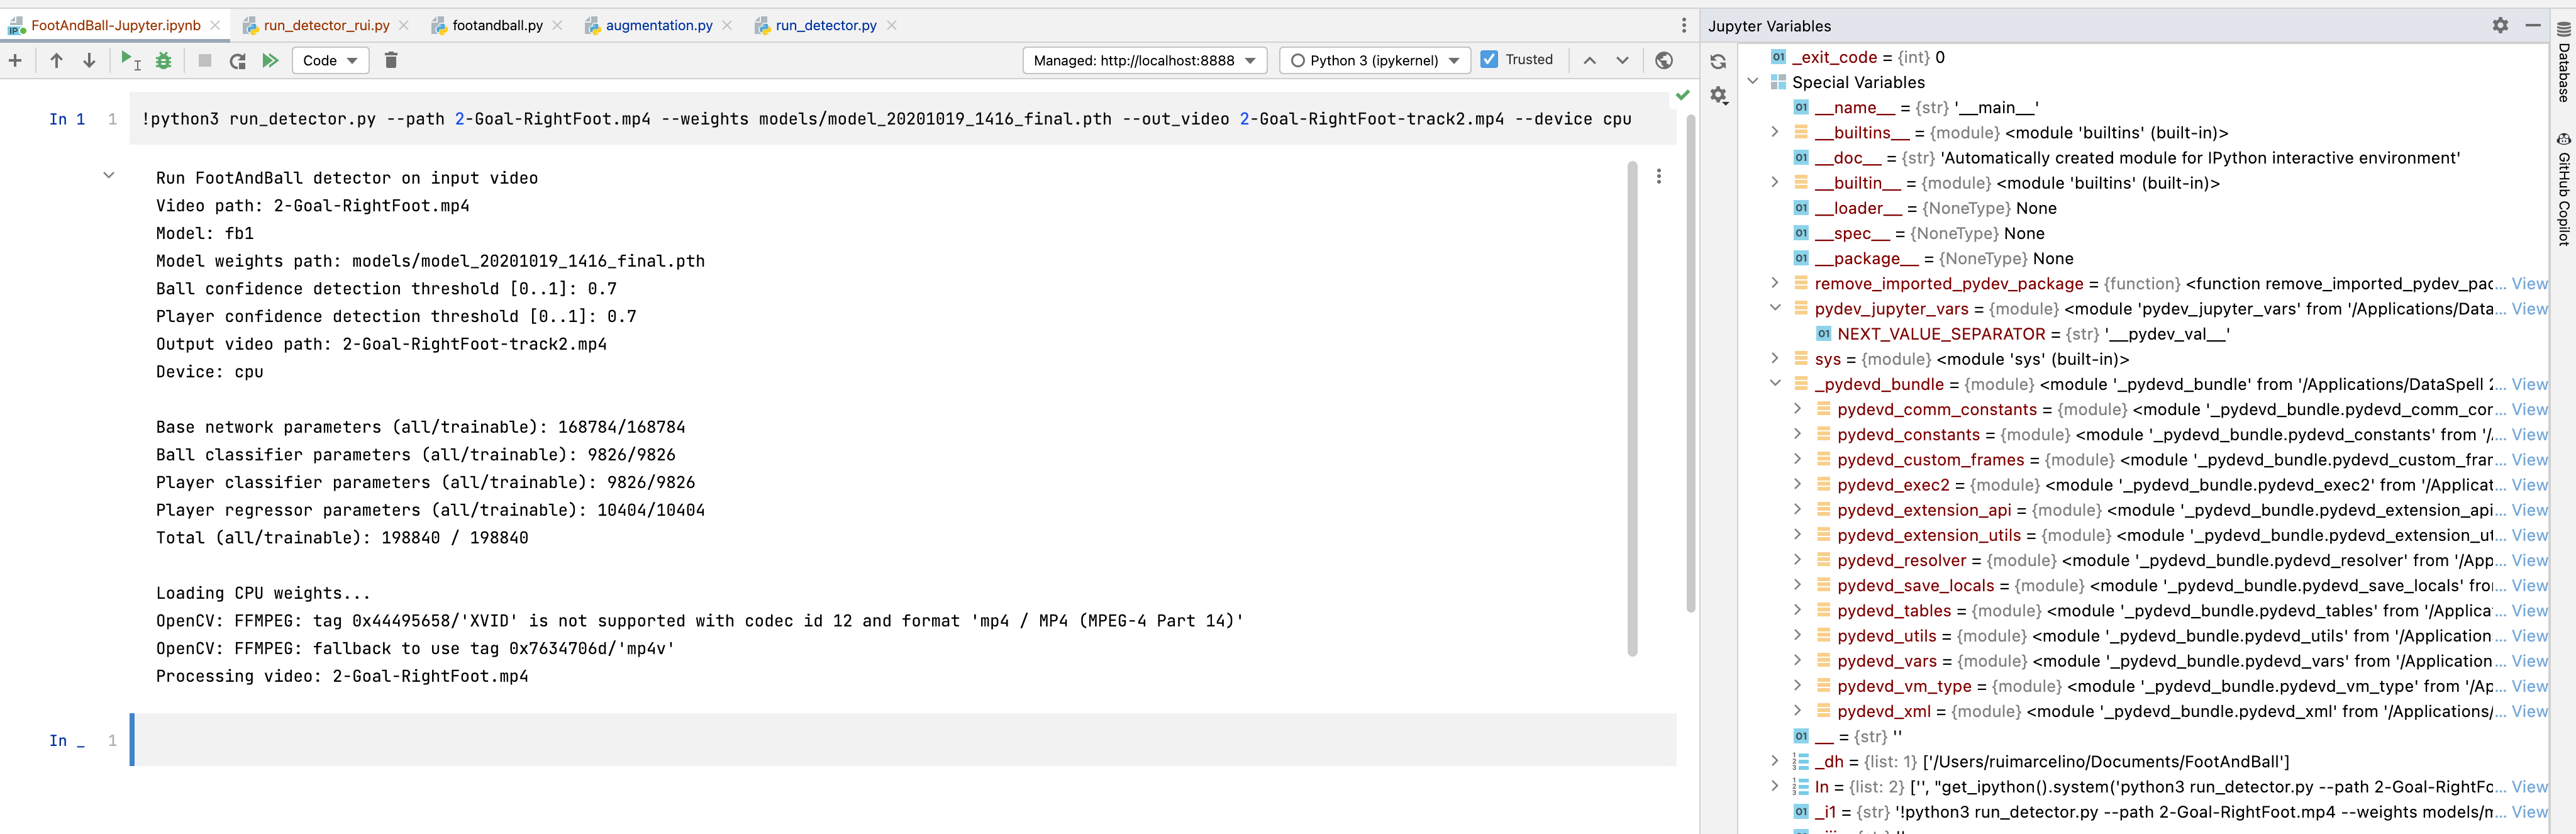 FootAndBall-Jupyter.ipynb
run_detector_rui.py
footandball.py
augmentation.py
run_detector.py
Code
Managed: http://localhost:8888
Python 3 (ipykernel)
Trusted
In 1
1
!python3 run_detector.py --path 2-Goal-RightFoot.mp4 --weights models/model_20201019_1416_final.pth --out_video 2-Goal-RightFoot-track2.mp4 --device cpu
Run FootAndBall detector on input video
Video path: 2-Goal-RightFoot.mp4
Model: fb1
Model weights path: models/model_20201019_1416_final.pth
Ball confidence detection threshold [0..1]: 0.7
Player confidence detection threshold [0..1]: 0.7
Output video path: 2-Goal-RightFoot-track2.mp4
Device: cpu
Base network parameters (all/trainable): 168784/168784
Ball classifier parameters (all/trainable): 9826/9826
Player classifier parameters (all/trainable): 9826/9826
Player regressor parameters (all/trainable): 10404/10404
Total (all/trainable): 198840 / 198840
Loading CPU weights...
OpenCV: FFMPEG: tag 0x44495658/'XVID' is not supported with codec id 12 and format 'mp4 / MP4 (MPEG-4 Part 14)'
OpenCV: FFMPEG: fallback to use tag 0x7634706d/'mp4v'
Processing video: 2-Goal-RightFoot.mp4
In _
1
Jupyter Variables
_exit_code = {int} 0
Special Variables
__name__ = {str} '__main__'
__builtins__ = {module} <module 'builtins' (built-in)>
__doc__ = {str} 'Automatically created module for IPython interactive environment'
__builtin__ = {module} <module 'builtins' (built-in)>
__loader__ = {NoneType} None
__spec__ = {NoneType} None
__package__ = {NoneType} None
remove_imported_pydev_package = {function} <function remove_imported_pydev_pac... View
pydev_jupyter_vars = {module} <module 'pydev_jupyter_vars' from '/Applications/Data... View
NEXT_VALUE_SEPARATOR = {str} '__pydev_val__'
sys = {module} <module 'sys' (built-in)>
_pydevd_bundle = {module} <module '_pydevd_bundle' from '/Applications/DataSpell 2... View
pydevd_comm_constants = {module} <module '_pydevd_bundle.pydevd_comm_cor... View
pydevd_constants = {module} <module '_pydevd_bundle.pydevd_constants' from '/... View
pydevd_custom_frames = {module} <module '_pydevd_bundle.pydevd_custom_frar... View
pydevd_exec2 = {module} <module '_pydevd_bundle.pydevd_exec2' from '/Applicat... View
pydevd_extension_api = {module} <module '_pydevd_bundle.pydevd_extension_api... View
pydevd_extension_utils = {module} <module '_pydevd_bundle.pydevd_extension_ut... View
pydevd_resolver = {module} <module '_pydevd_bundle.pydevd_resolver' from '/App... View
pydevd_save_locals = {module} <module '_pydevd_bundle.pydevd_save_locals' fro... View
pydevd_tables = {module} <module '_pydevd_bundle.pydevd_tables' from '/Applica... View
pydevd_utils = {module} <module '_pydevd_bundle.pydevd_utils' from '/Application... View
pydevd_vars = {module} <module '_pydevd_bundle.pydevd_vars' from '/Application... View
pydevd_vm_type = {module} <module '_pydevd_bundle.pydevd_vm_type' from '/Ap... View
pydevd_xml = {module} <module '_pydevd_bundle.pydevd_xml' from '/Applications/... View
__ = {str} ''
_dh = {list: 1} ['/Users/ruimarcelino/Documents/FootAndBall']
In = {list: 2} ['', "get_ipython().system('python3 run_detector.py --path 2-Goal-RightFo... View
_i1 = {str} '!python3 run_detector.py --path 2-Goal-RightFoot.mp4 --weights models/m... View
Database
GitHub Copilot